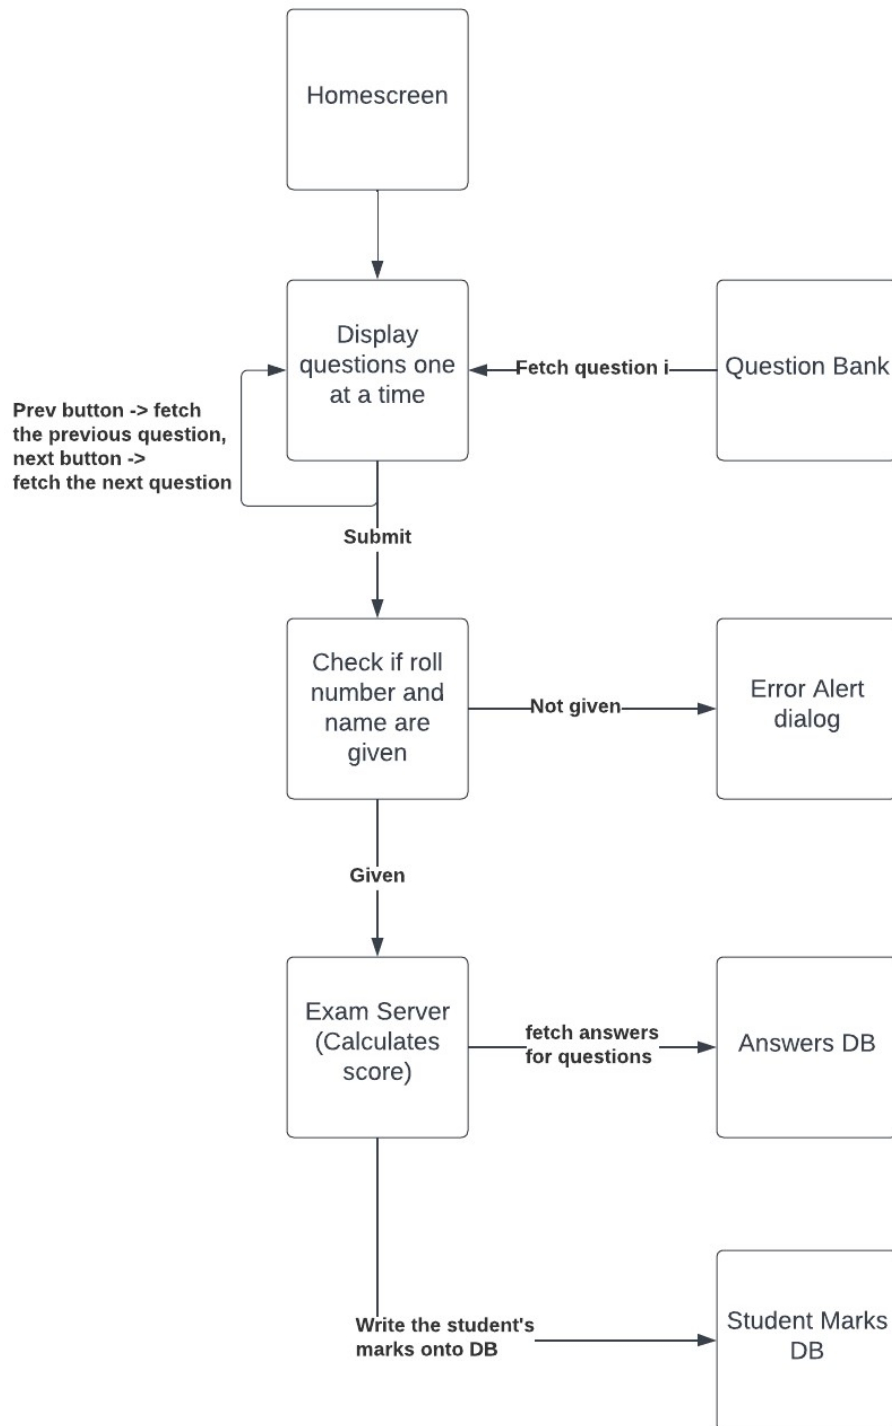 Homescreen
Display
questions one
at a time
Fetch question i
Question Bank
Prev button -> fetch
the previous question,
next button ->
fetch the next question
Submit
Check if roll
number and
name are
given
Not given
Error Alert
dialog
Given
Exam Server
(Calculates
score)
fetch answers
for questions
Answers DB
Write the student's
marks onto DB
Student Marks
DB